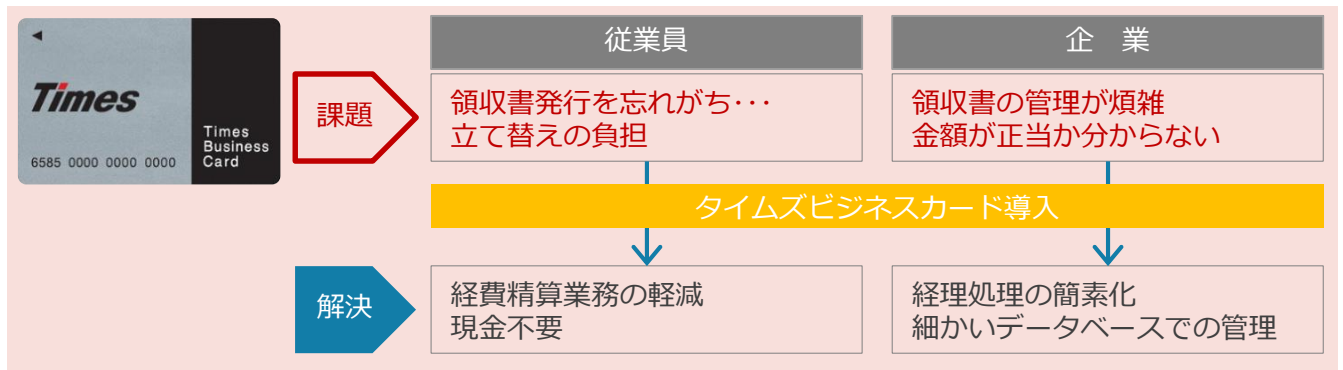 Times
Times
Business
Card
6585 0000 0000 0000
従業員
企 業
課題
領収書発行を忘れがち･･･
立て替えの負担
領収書の管理が煩雑
金額が正当か分からない
タイムズビジネスカード導入
解決
経費精算業務の軽減
現金不要
経理処理の簡素化
細かいデータベースでの管理